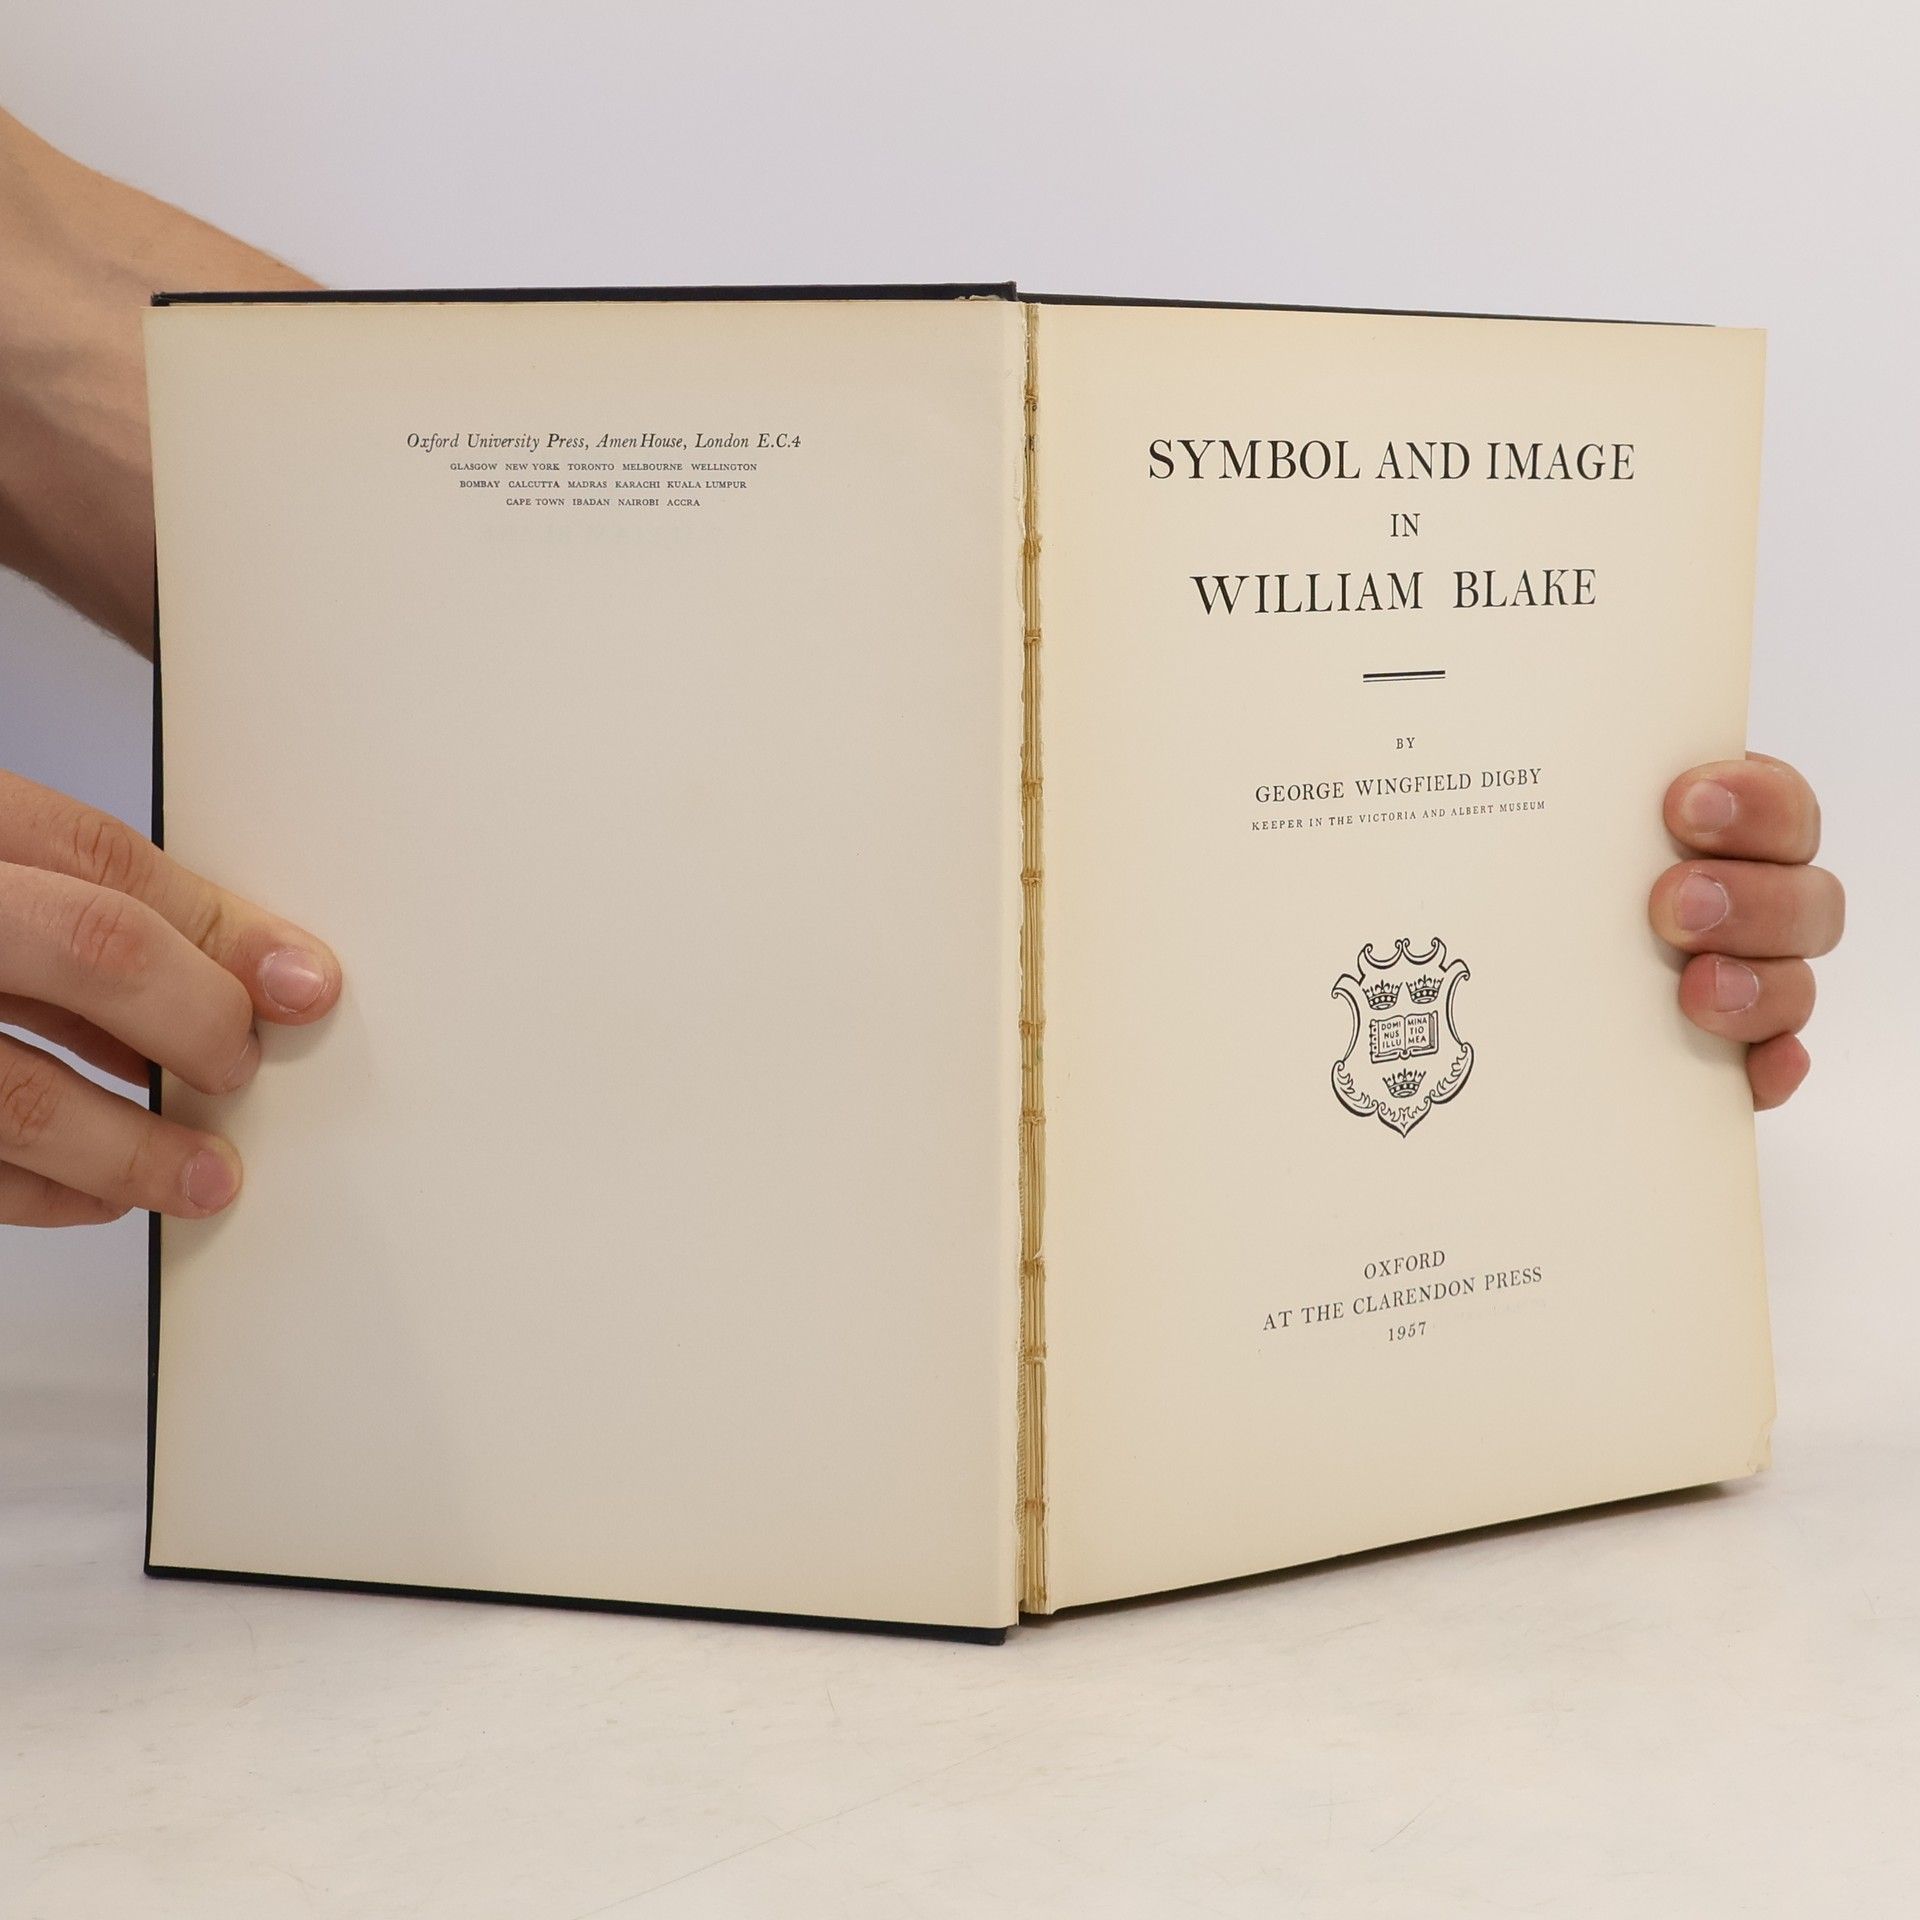 Oxford University Press, Amen House, London E.C.4
GLASGOW NEW YORK TORONTO MELBOURNE WELLINGTON
BOMBAY CALCUTTA MADRAS KARACHI KUALA LUMPUR
CAPE TOWN IBADAN NAIROBI ACCRA
SYMBOL AND IMAGE
IN
WILLIAM BLAKE
BY
GEORGE WINGFIELD DIGBY
KEEPER IN THE VICTORIA AND ALBERT MUSEUM
DOMI
NUS
ILLU
MINA
TIO
MEA
OXFORD
AT THE CLARENDON PRESS
1957